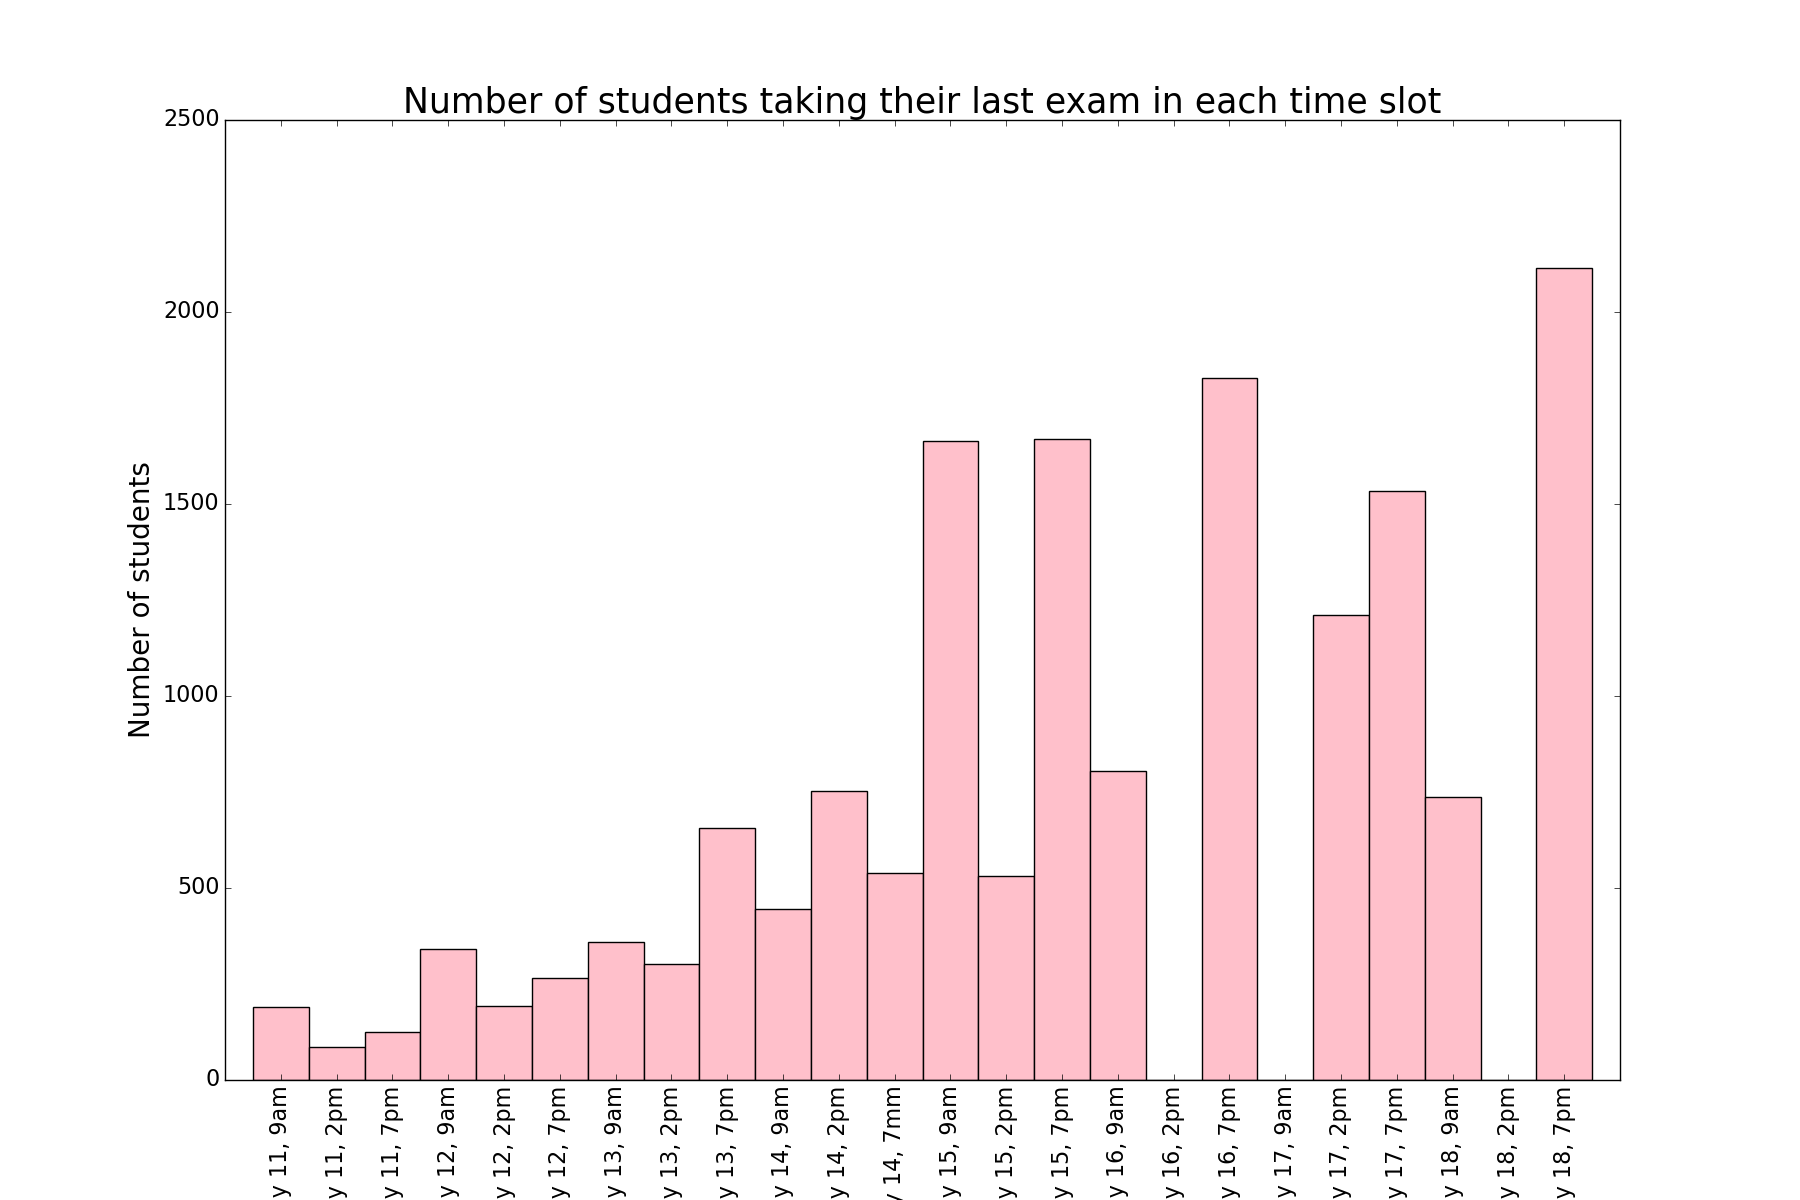 Number of students taking their last exam in each time slot
Number of students
2500
2000
1500
1000
500
0
y 11, 9am
y 11, 2pm
y 11, 7pm
y 12, 9am
y 12, 2pm
y 12, 7pm
y 13, 9am
y 13, 2pm
y 13, 7pm
y 14, 9am
y 14, 2pm
y 14, 7mm
y 15, 9am
y 15, 2pm
y 15, 7pm
y 16, 9am
y 16, 2pm
y 16, 7pm
y 17, 9am
y 17, 2pm
y 17, 7pm
y 18, 9am
y 18, 2pm
y 18, 7pm